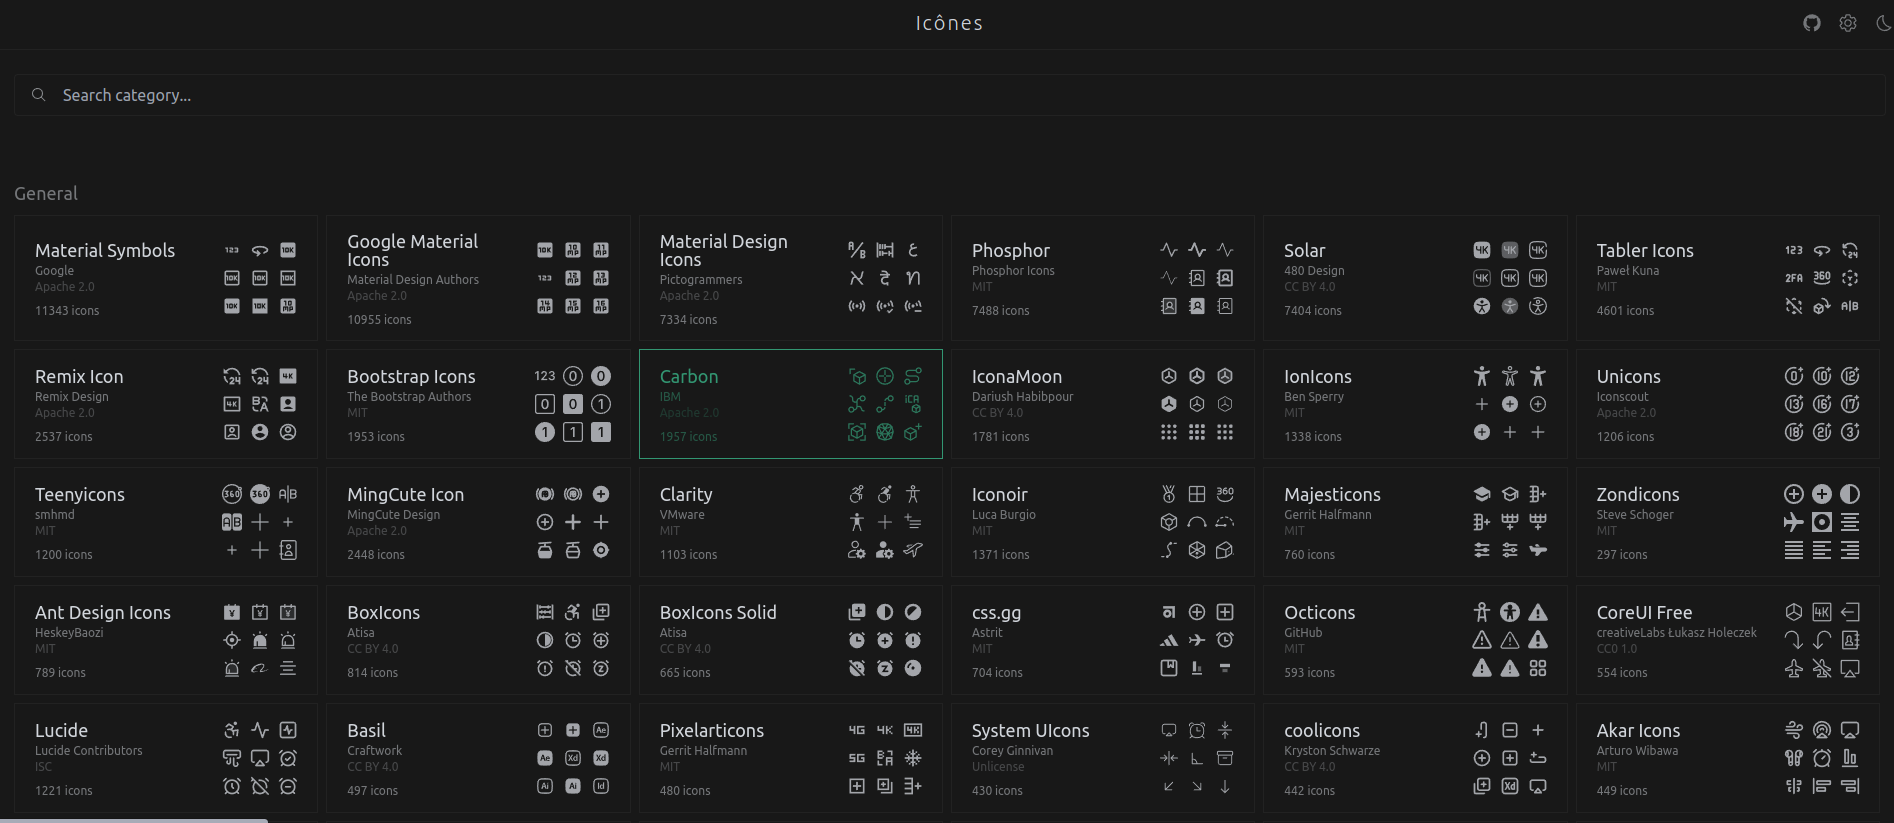 Icônes
Search category...
General
Material Symbols
Google
Apache 2.0
11343 icons
Google Material
Icons
Material Design Authors
Apache 2.0
10955 icons
Material Design
Icons
Pictogrammers
Apache 2.0
7334 icons
Phosphor
Phosphor Icons
MIT
7488 icons
Solar
480 Design
CC BY 4.0
7404 icons
Tabler Icons
Paweł Kuna
MIT
4601 icons
Remix Icon
Remix Design
Apache 2.0
2537 icons
Bootstrap Icons
The Bootstrap Authors
MIT
1953 icons
Carbon
IBM
Apache 2.0
1957 icons
IconaMoon
Dariush Habibpour
CC BY 4.0
1781 icons
IonIcons
Ben Sperry
MIT
1338 icons
Unicons
Iconscout
Apache 2.0
1206 icons
Teenyicons
smhmd
MIT
1200 icons
MingCute Icon
MingCute Design
Apache 2.0
2448 icons
Clarity
VMware
MIT
1103 icons
Iconoir
Luca Burgio
MIT
1371 icons
Majesticons
Gerrit Halfmann
MIT
760 icons
Zondicons
Steve Schoger
MIT
297 icons
Ant Design Icons
HeskeyBaozi
MIT
789 icons
BoxIcons
Atisa
CC BY 4.0
814 icons
BoxIcons Solid
Atisa
CC BY 4.0
665 icons
css.gg
Astrit
MIT
704 icons
Octicons
GitHub
MIT
593 icons
CoreUI Free
creativeLabs Łukasz Holeczek
CC0 1.0
554 icons
Lucide
Lucide Contributors
ISC
1221 icons
Basil
Craftwork
CC BY 4.0
497 icons
Pixelarticons
Gerrit Halfmann
MIT
480 icons
System UIcons
Corey Ginnivan
Unlicense
430 icons
coolicons
Kryston Schwarze
CC BY 4.0
442 icons
Akar Icons
Arturo Wibawa
MIT
449 icons